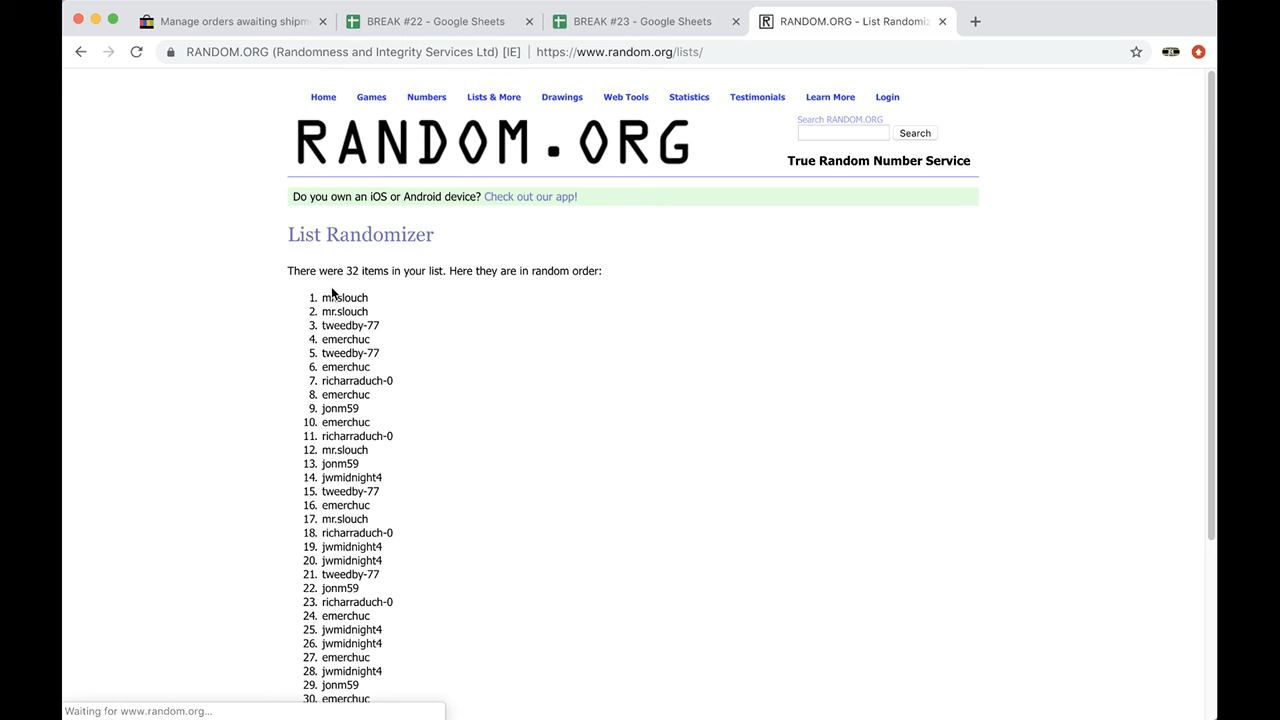 Manage orders awaiting shipm
BREAK #22 - Google Sheets
BREAK #23 - Google Sheets
RANDOM.ORG - List Randomiz
RANDOM.ORG (Randomness and Integrity Services Ltd) [IE] | https://www.random.org/lists/
Home Games Numbers Lists & More Drawings Web Tools Statistics Testimonials Learn More Login
RANDOM.ORG
Search RANDOM.ORG
Search
True Random Number Service
Do you own an iOS or Android device? Check out our app!
List Randomizer
There were 32 items in your list. Here they are in random order:
1. mr.slouch
2. mr.slouch
3. tweedby-77
4. emerchuc
5. tweedby-77
6. emerchuc
7. richarraduch-0
8. emerchuc
9. jonm59
10. emerchuc
11. richarraduch-0
12. mr.slouch
13. jonm59
14. jwmidnight4
15. tweedby-77
16. emerchuc
17. mr.slouch
18. richarraduch-0
19. jwmidnight4
20. jwmidnight4
21. tweedby-77
22. jonm59
23. richarraduch-0
24. emerchuc
25. jwmidnight4
26. jwmidnight4
27. emerchuc
28. jwmidnight4
29. jonm59
30. emerchuc
Waiting for www.random.org...